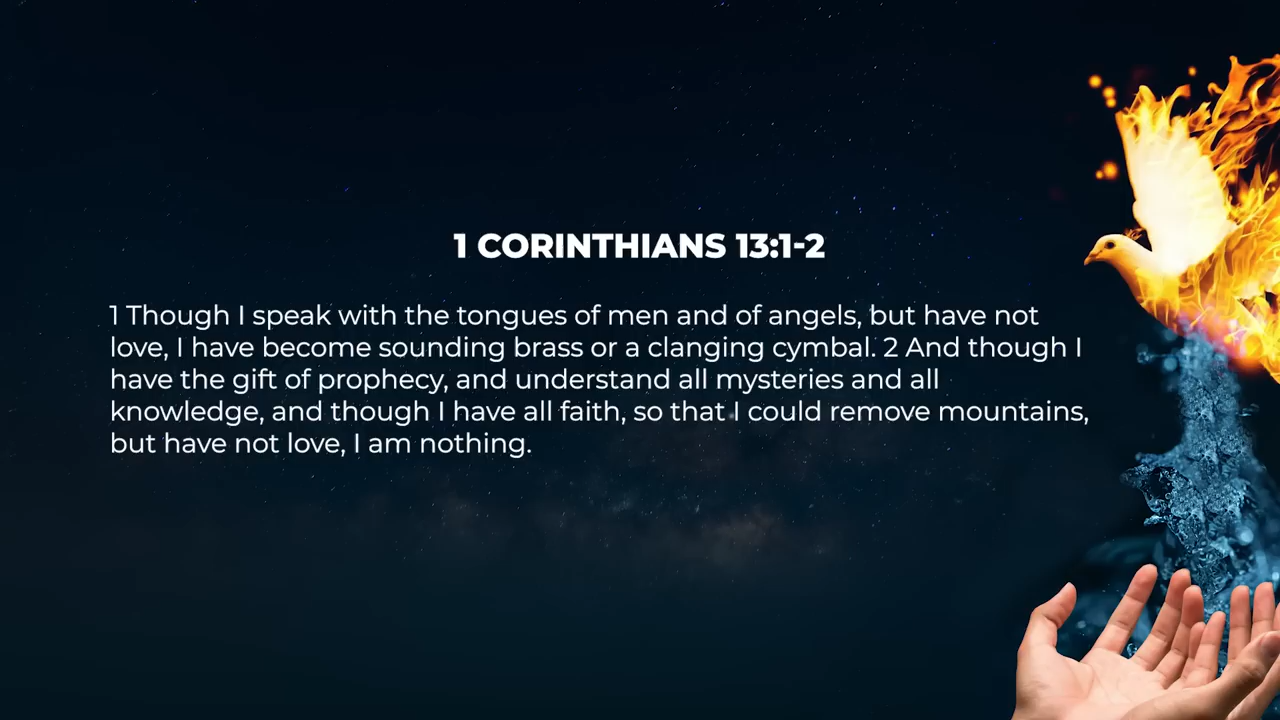 1 CORINTHIANS 13:1-2
1 Though I speak with the tongues of men and of angels, but have not
love, I have become sounding brass or a clanging cymbal. 2 And though I
have the gift of prophecy, and understand all mysteries and all
knowledge, and though I have all faith, so that I could remove mountains,
but have not love, I am nothing.